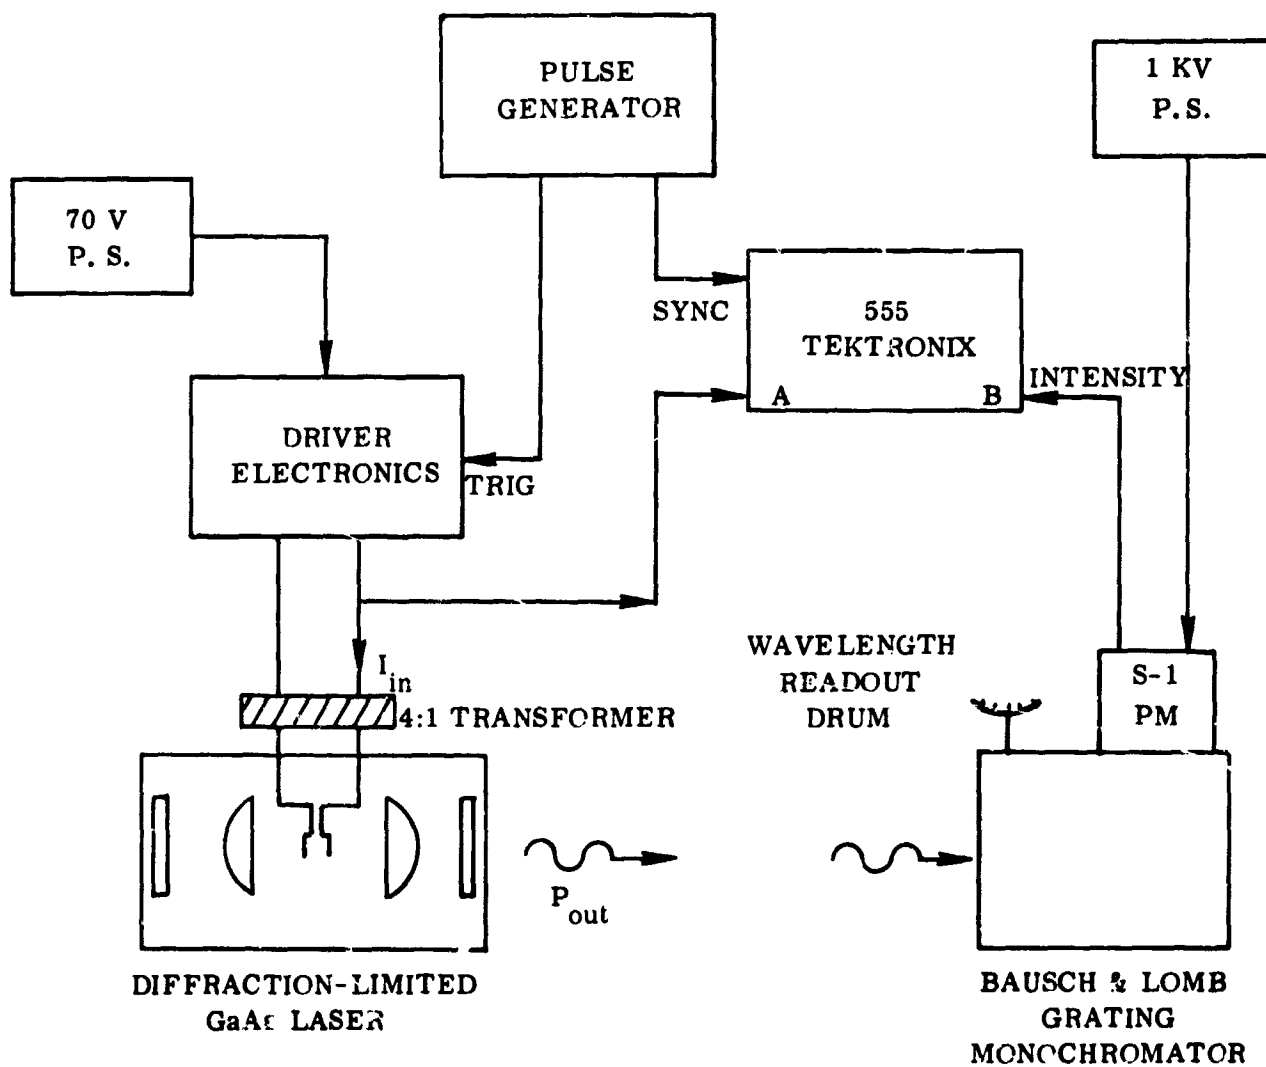 PULSE
GENERATOR
1 KV
P.S.
70 V
P. S.
SYNC
555
TEKTRONIX
A
B
INTENSITY
DRIVER
ELECTRONICS
TRIG
I in
4:1 TRANSFORMER
WAVELENGTH
READOUT
DRUM
S-1
PM
P out
DIFFRACTION-LIMITED
GaAs LASER
BAUSCH & LOMB
GRATING
MONOCHROMATOR